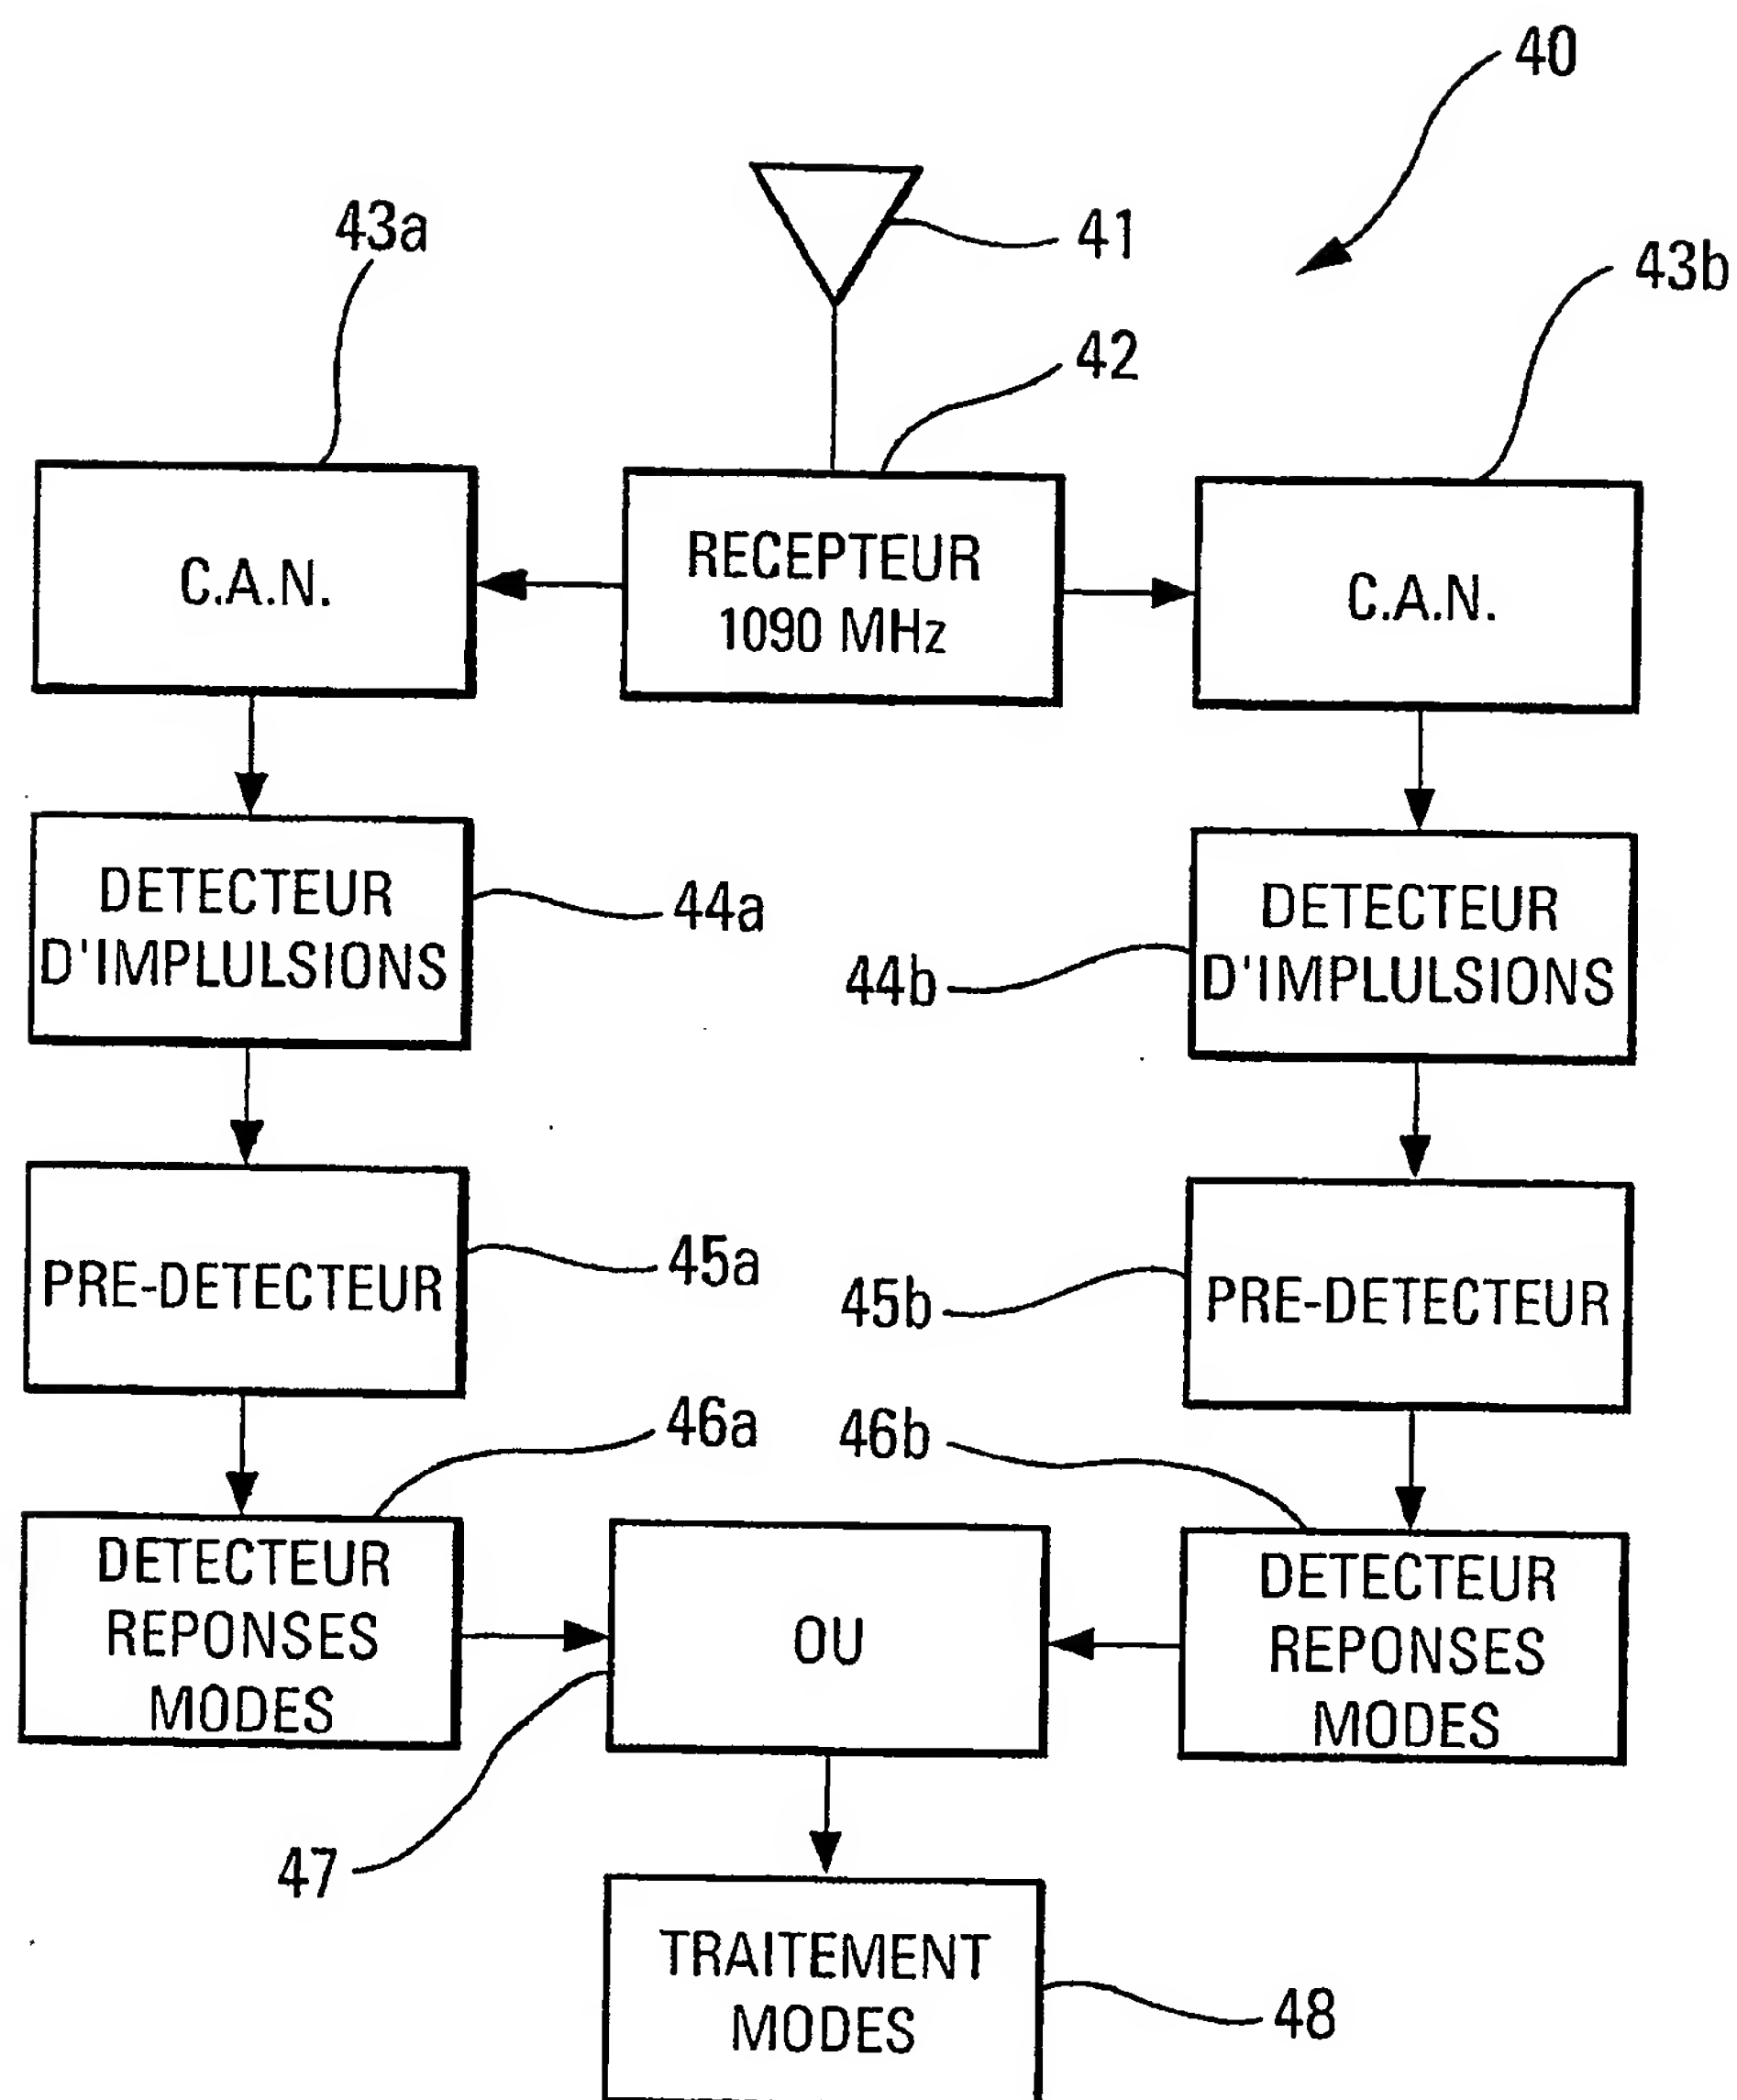 40
41
43a
43b
42
C.A.N.
RECEPTEUR
1090 MHz
C.A.N.
DETECTEUR
D'IMPLULSIONS
44a
DETECTEUR
D'IMPLULSIONS
44b
PRE-DETECTEUR
45a
45b
PRE-DETECTEUR
46a
46b
DETECTEUR
REPONSES
MODES
OU
DETECTEUR
REPONSES
MODES
47
TRAITEMENT
MODES
48